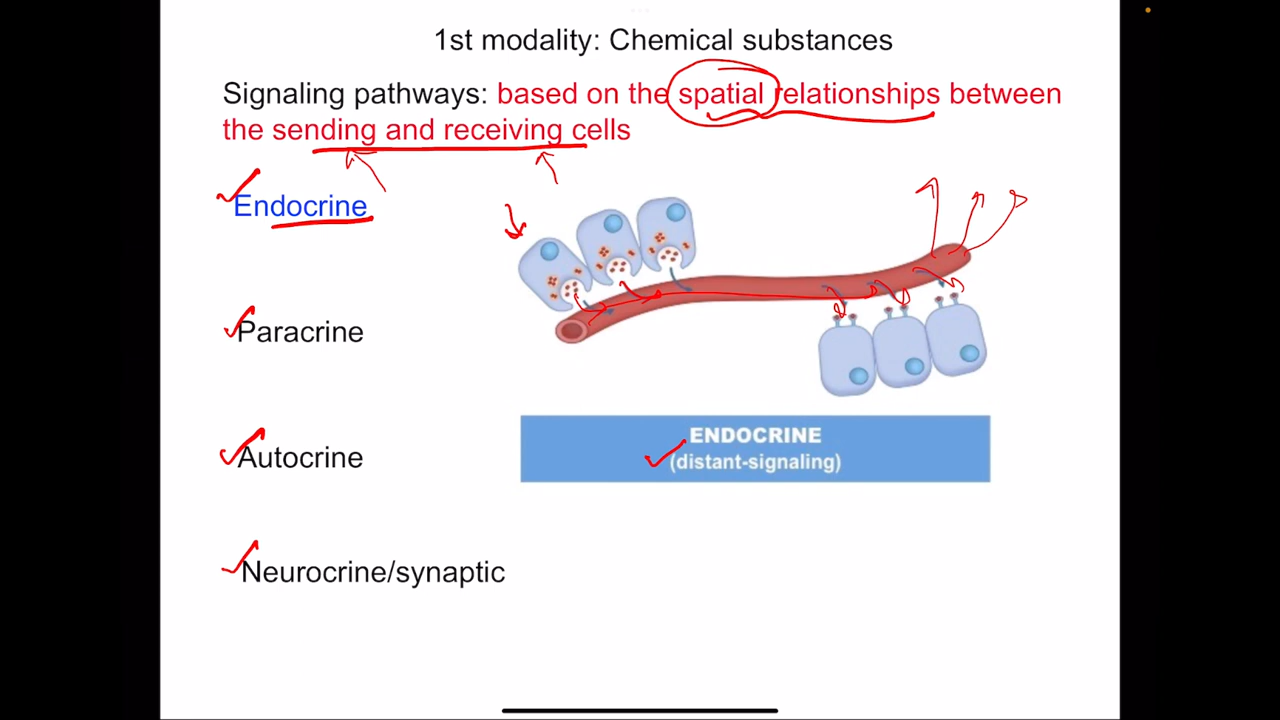 1st modality: Chemical substances
Signaling pathways: based on the spatial relationships between
the sending and receiving cells
Endocrine
Paracrine
Autocrine
Neurocrine/synaptic
ENDOCRINE
(distant-signaling)